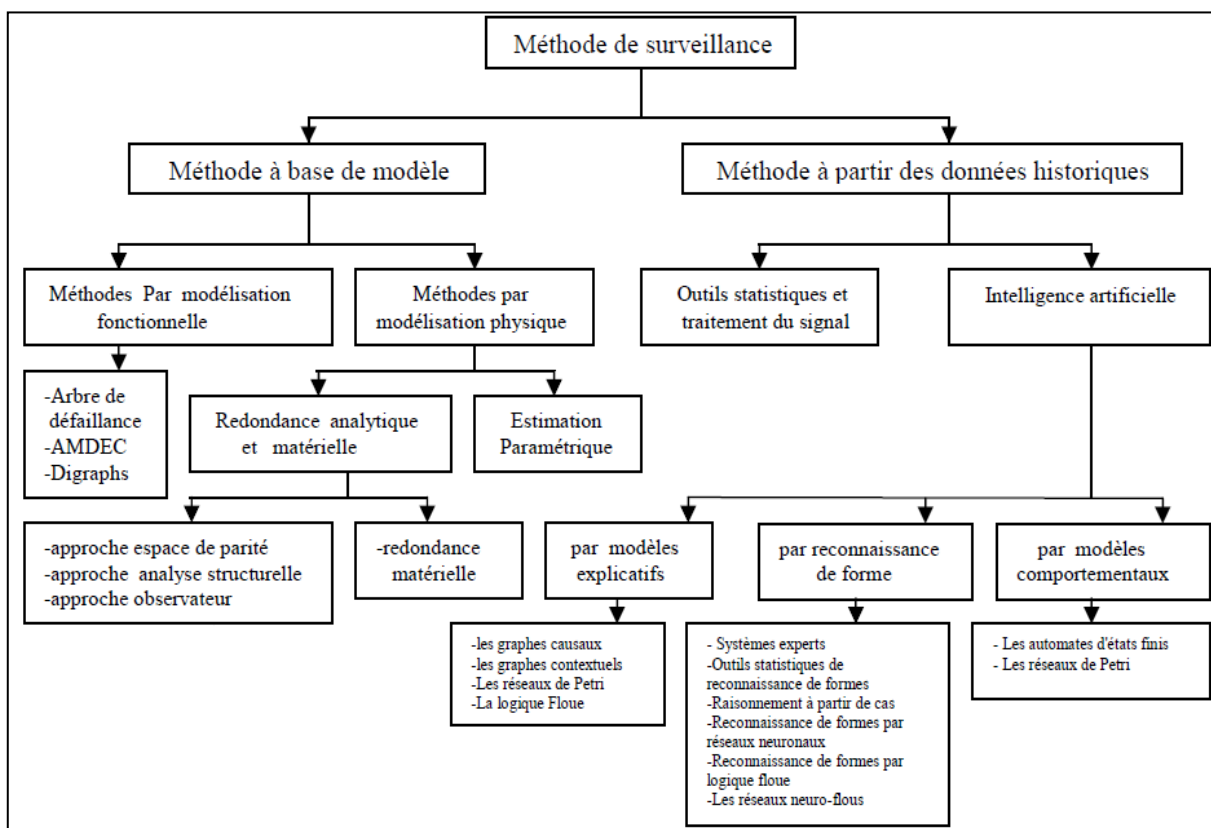 Méthode de surveillance
Méthode à base de modèle
Méthode à partir des données historiques
Méthodes Par modélisation
fonctionnelle
Méthodes par
modélisation physique
Outils statistiques et
traitement du signal
Intelligence artificielle
-Arbre de
défaillance
-AMDEC
-Digraphs
Redondance analytique
et matérielle
Estimation
Paramétrique
-approche espace de parité
-approche analyse structurelle
-approche observateur
-redondance
matérielle
par modèles
explicatifs
par reconnaissance
de forme
par modèles
comportementaux
-les graphes causaux
-les graphes contextuels
-Les réseaux de Petri
-La logique Floue
- Systèmes experts
-Outils statistiques de
reconnaissance de formes
-Raisonnement à partir de cas
-Reconnaissance de formes par
réseaux neuronaux
-Reconnaissance de formes par
logique floue
-Les réseaux neuro-flous
- Les automates d'états finis
- Les réseaux de Petri